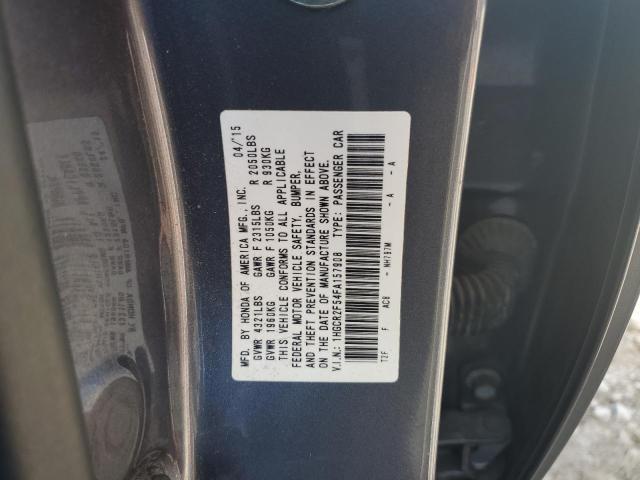 MFD. BY HONDA OF AMERICA MFG., INC. 04/'15
GVWR 4321LBS GAWR F 2315LBS R 2050LBS
GVWR 1960KG GAWR F 1050KG R 930KG
THIS VEHICLE CONFORMS TO ALL APPLICABLE
FEDERAL MOTOR VEHICLE SAFETY, BUMPER,
AND THEFT PREVENTION STANDARDS IN EFFECT
ON THE DATE OF MANUFACTURE SHOWN ABOVE.
V.I.N.: 1HGCR2F54FA157908 TYPE: PASSENGER CAR
T2F F AC8 - NH797M - A - A